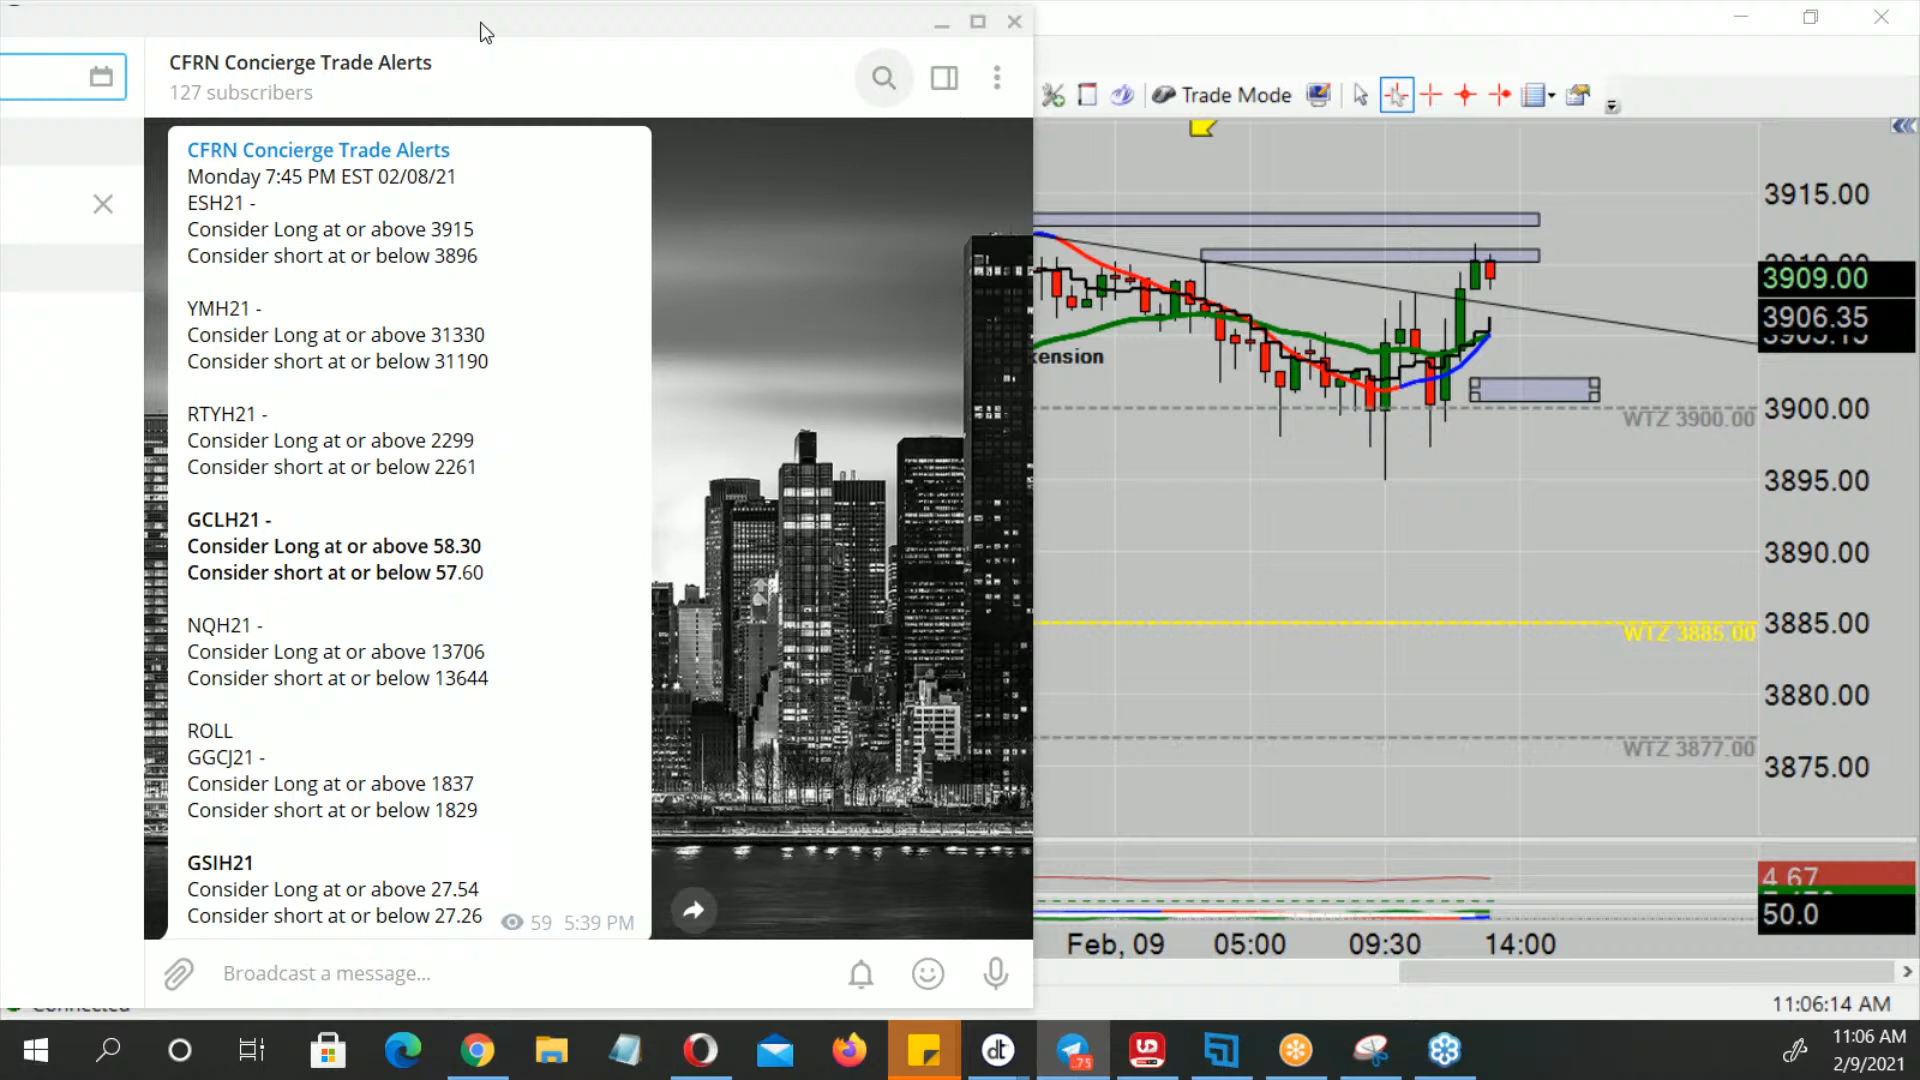 CFRN Concierge Trade Alerts
127 subscribers
CFRN Concierge Trade Alerts
Monday 7:45 PM EST 02/08/21
ESH21 -
Consider Long at or above 3915
Consider short at or below 3896
YMH21 -
Consider Long at or above 31330
Consider short at or below 31190
RTYH21 -
Consider Long at or above 2299
Consider short at or below 2261
GCLH21 -
Consider Long at or above 58.30
Consider short at or below 57.60
NQH21 -
Consider Long at or above 13706
Consider short at or below 13644
ROLL
GGCJ21 -
Consider Long at or above 1837
Consider short at or below 1829
GSIH21
Consider Long at or above 27.54
Consider short at or below 27.26
59 5:39 PM
Broadcast a message...
Connected
Trade Mode
3915.00
3910.00
3909.00
3906.35
3900.00
3895.00
3890.00
3885.00
3880.00
3875.00
xension
WTZ 3900.00
WTZ 3885.00
WTZ 3877.00
4.67
50.0
Feb, 09 05:00 09:30 14:00
11:06:14 AM
.75
11:06 AM
2/9/2021